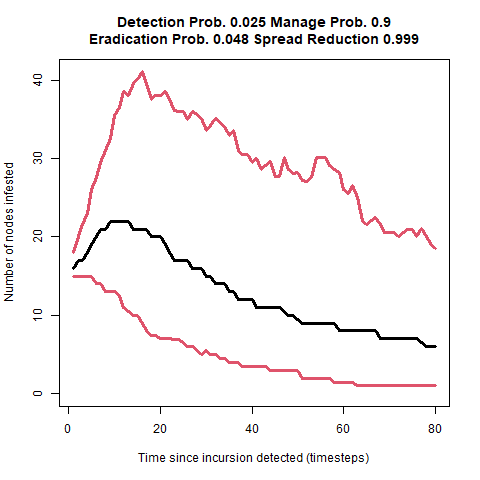 Detection Prob. 0.025 Manage Prob. 0.9
Eradication Prob. 0.048 Spread Reduction 0.999
Number of nodes infested
40
30
20
10
0
0 20 40 60 80
Time since incursion detected (timesteps)